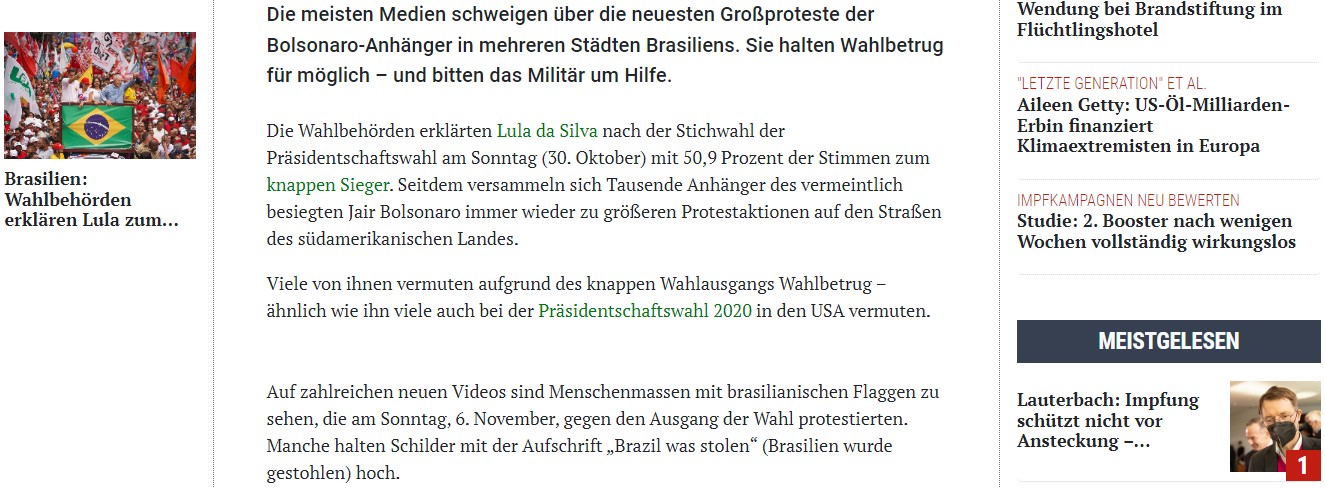 Die meisten Medien schweigen über die neuesten Großproteste der
Bolsonaro-Anhänger in mehreren Städten Brasiliens. Sie halten Wahlbetrug
für möglich – und bitten das Militär um Hilfe.
Brasilien:
Wahlbehörden
erklären Lula zum...
Die Wahlbehörden erklärten Lula da Silva nach der Stichwahl der
Präsidentschaftswahl am Sonntag (30. Oktober) mit 50,9 Prozent der Stimmen zum
knappen Sieger. Seitdem versammeln sich Tausende Anhänger des vermeintlich
besiegten Jair Bolsonaro immer wieder zu größeren Protestaktionen auf den Straßen
des südamerikanischen Landes.
Viele von ihnen vermuten aufgrund des knappen Wahlausgangs Wahlbetrug –
ähnlich wie ihn viele auch bei der Präsidentschaftswahl 2020 in den USA vermuten.
Auf zahlreichen neuen Videos sind Menschenmassen mit brasilianischen Flaggen zu
sehen, die am Sonntag, 6. November, gegen den Ausgang der Wahl protestierten.
Manche halten Schilder mit der Aufschrift „Brazil was stolen“ (Brasilien wurde
gestohlen) hoch.
Wendung bei Brandstiftung im
Flüchtlingshotel
"LETZTE GENERATION" ET AL.
Aileen Getty: US-Öl-Milliarden-
Erbin finanziert
Klimaextremisten in Europa
IMPFKAMPAGNEN NEU BEWERTEN
Studie: 2. Booster nach wenigen
Wochen vollständig wirkungslos
MEISTGELESEN
Lauterbach: Impfung
schützt nicht vor
Ansteckung –...
1